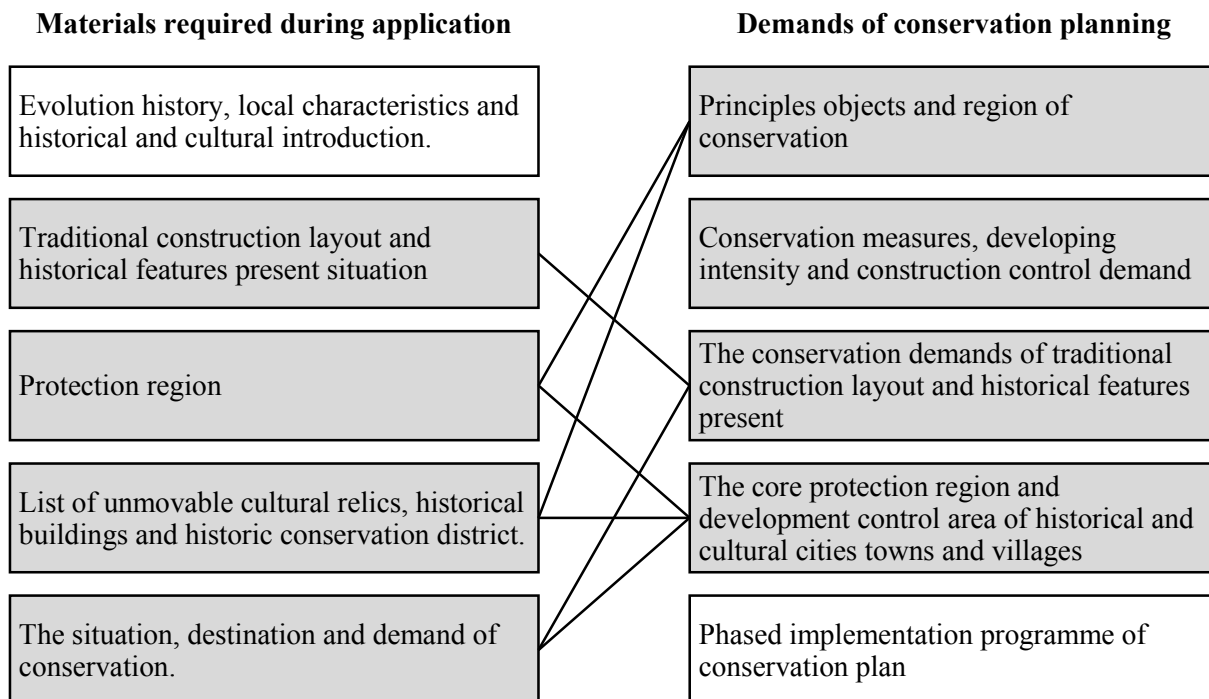 Materials required during application
Evolution history, local characteristics and
historical and cultural introduction.
Traditional construction layout and
historical features present situation
Protection region
List of unmovable cultural relics, historical
buildings and historic conservation district.
The situation, destination and demand of
conservation.
Demands of conservation planning
Principles objects and region of
conservation
Conservation measures, developing
intensity and construction control demand
The conservation demands of traditional
construction layout and historical features
present
The core protection region and
development control area of historical and
cultural cities towns and villages
Phased implementation programme of
conservation plan